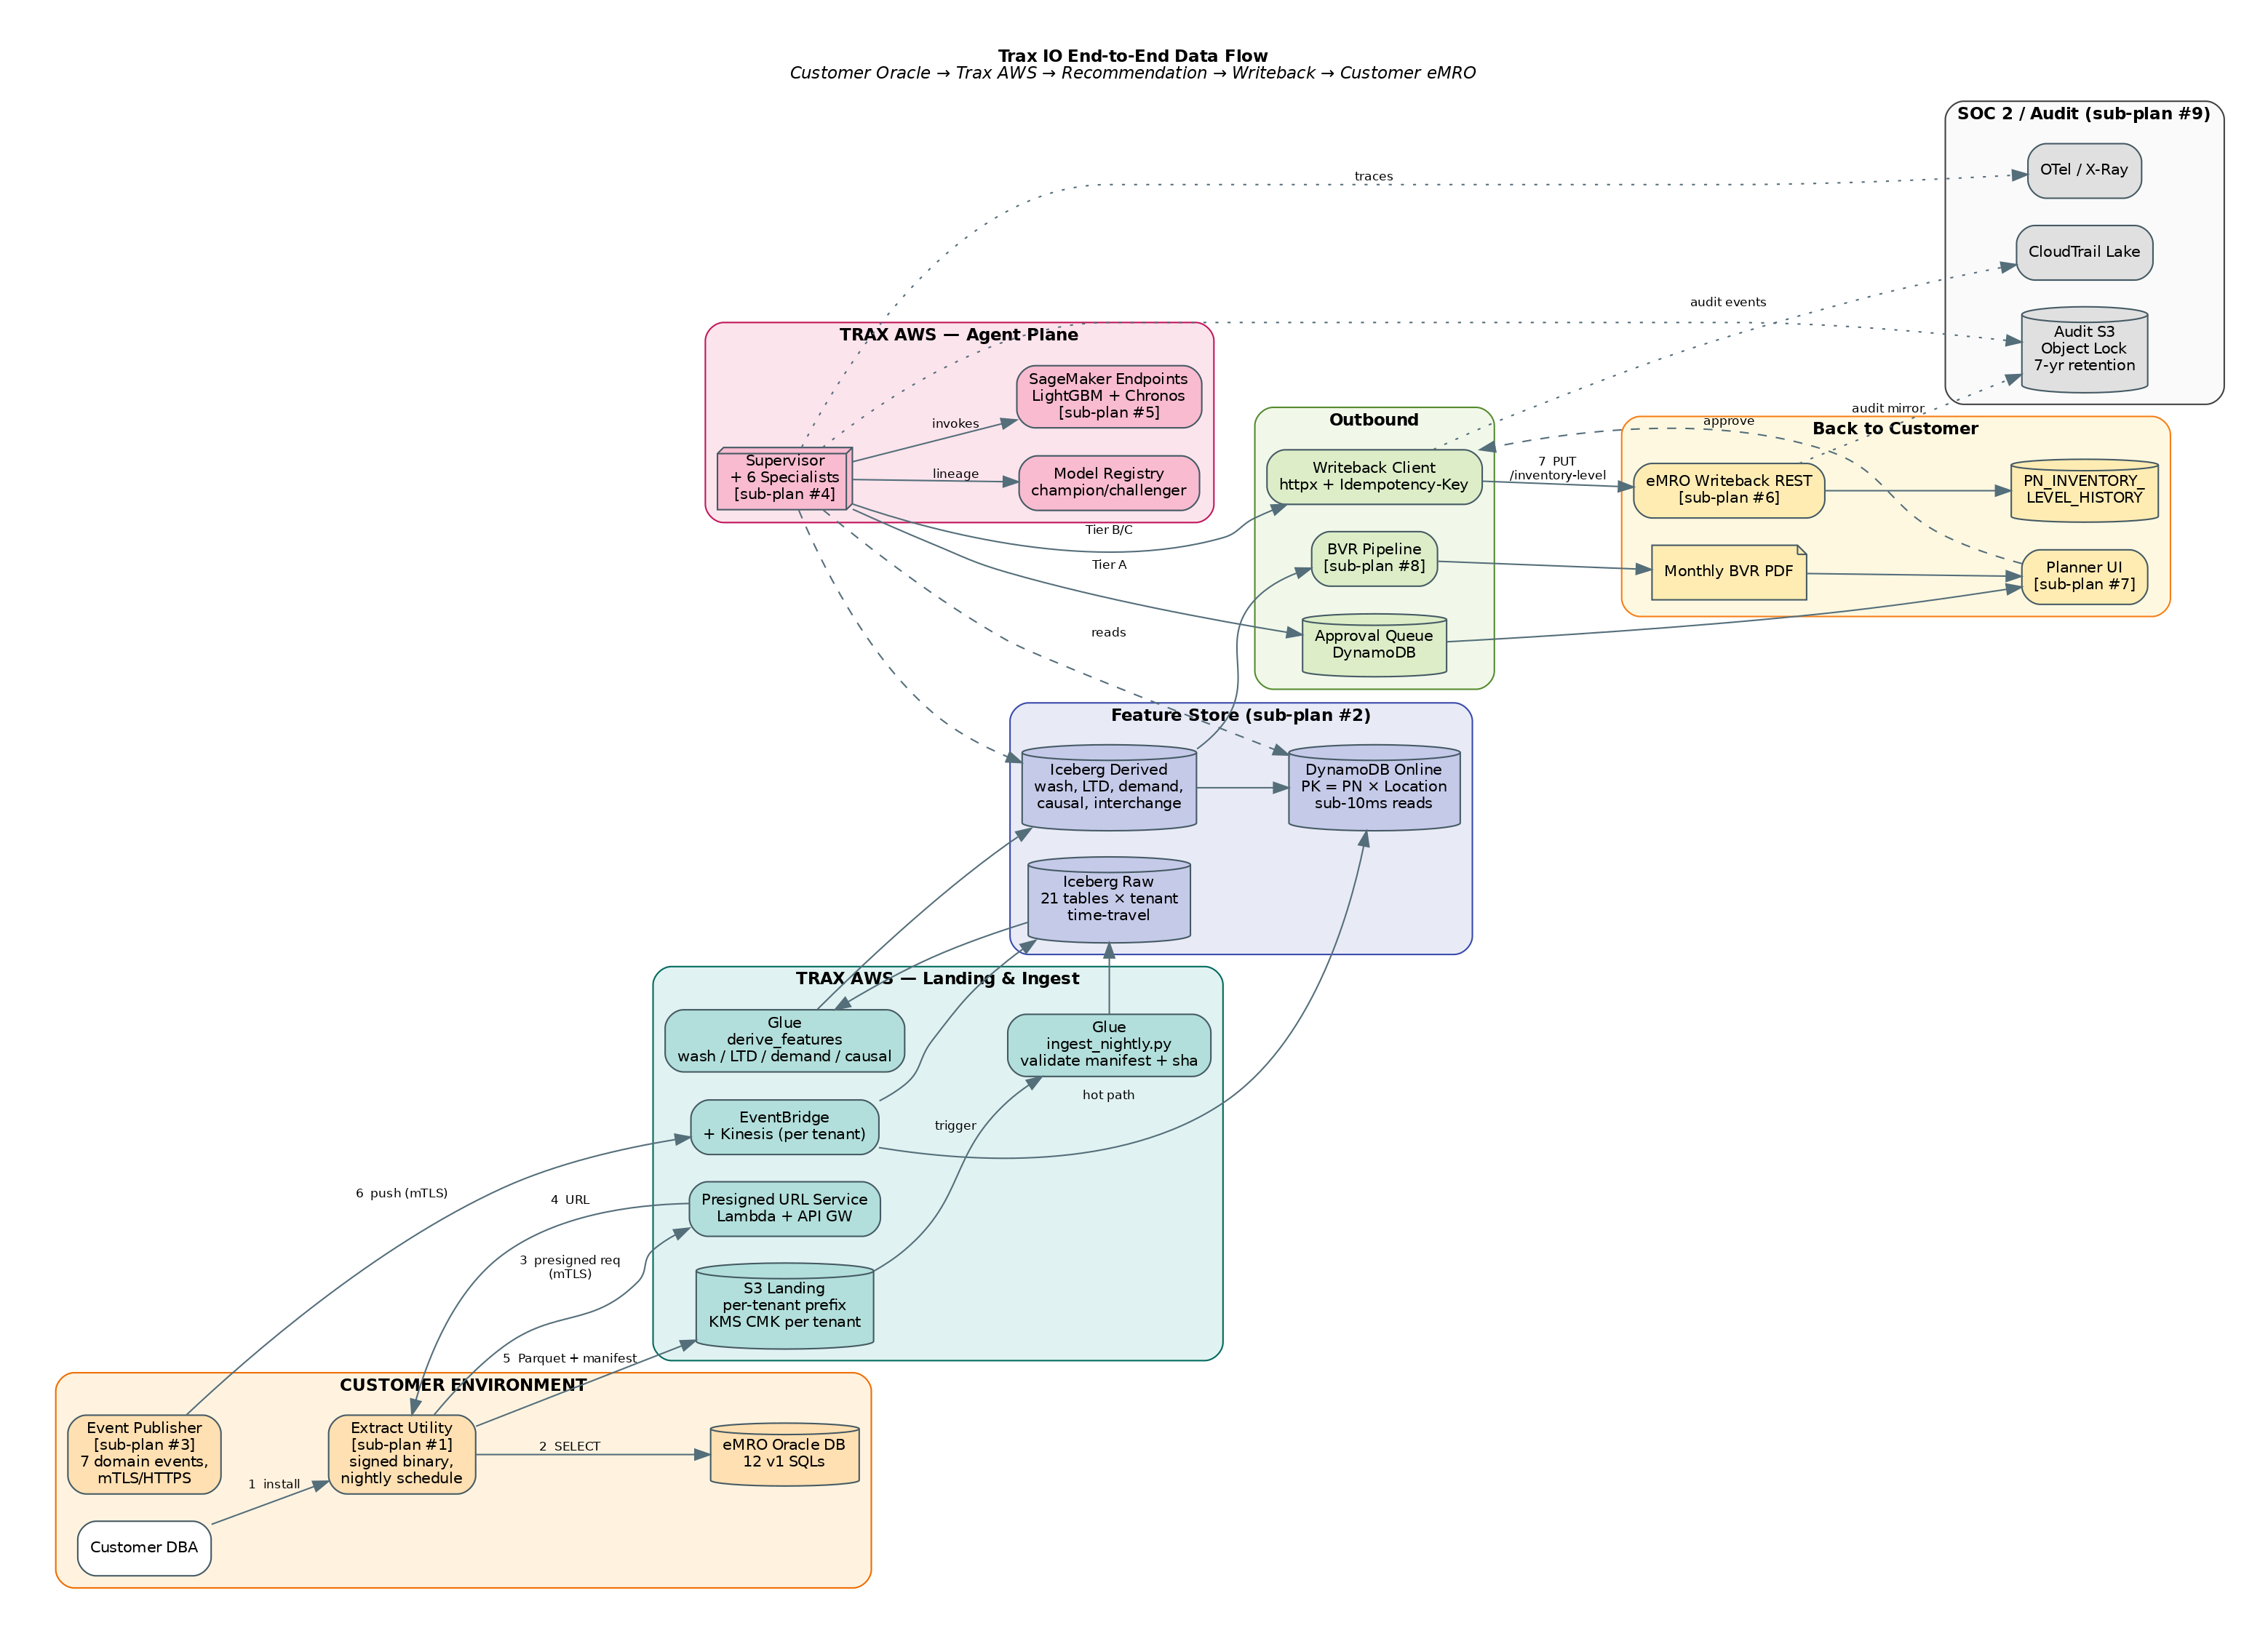 Trax IO End-to-End Data Flow
Customer Oracle → Trax AWS → Recommendation → Writeback → Customer eMRO
SOC 2 / Audit (sub-plan #9)
OTel / X-Ray
CloudTrail Lake
Audit S3
Object Lock
7-yr retention
traces
audit events
audit mirror
TRAX AWS — Agent Plane
SageMaker Endpoints
LightGBM + Chronos
[sub-plan #5]
invokes
Supervisor
+ 6 Specialists
[sub-plan #4]
lineage
Model Registry
champion/challenger
Tier B/C
Tier A
reads
Outbound
Writeback Client
httpx + Idempotency-Key
BVR Pipeline
[sub-plan #8]
Approval Queue
DynamoDB
7  PUT
/inventory-level
approve
Back to Customer
eMRO Writeback REST
[sub-plan #6]
PN_INVENTORY_
LEVEL_HISTORY
Monthly BVR PDF
Planner UI
[sub-plan #7]
Feature Store (sub-plan #2)
Iceberg Derived
wash, LTD, demand,
causal, interchange
DynamoDB Online
PK = PN × Location
sub-10ms reads
Iceberg Raw
21 tables × tenant
time-travel
TRAX AWS — Landing & Ingest
Glue
derive_features
wash / LTD / demand / causal
Glue
ingest_nightly.py
validate manifest + sha
hot path
EventBridge
+ Kinesis (per tenant)
trigger
Presigned URL Service
Lambda + API GW
S3 Landing
per-tenant prefix
KMS CMK per tenant
6  push (mTLS)
4  URL
3  presigned req
(mTLS)
5  Parquet + manifest
CUSTOMER ENVIRONMENT
Event Publisher
[sub-plan #3]
7 domain events,
mTLS/HTTPS
Extract Utility
[sub-plan #1]
signed binary,
nightly schedule
2  SELECT
eMRO Oracle DB
12 v1 SQLs
1  install
Customer DBA